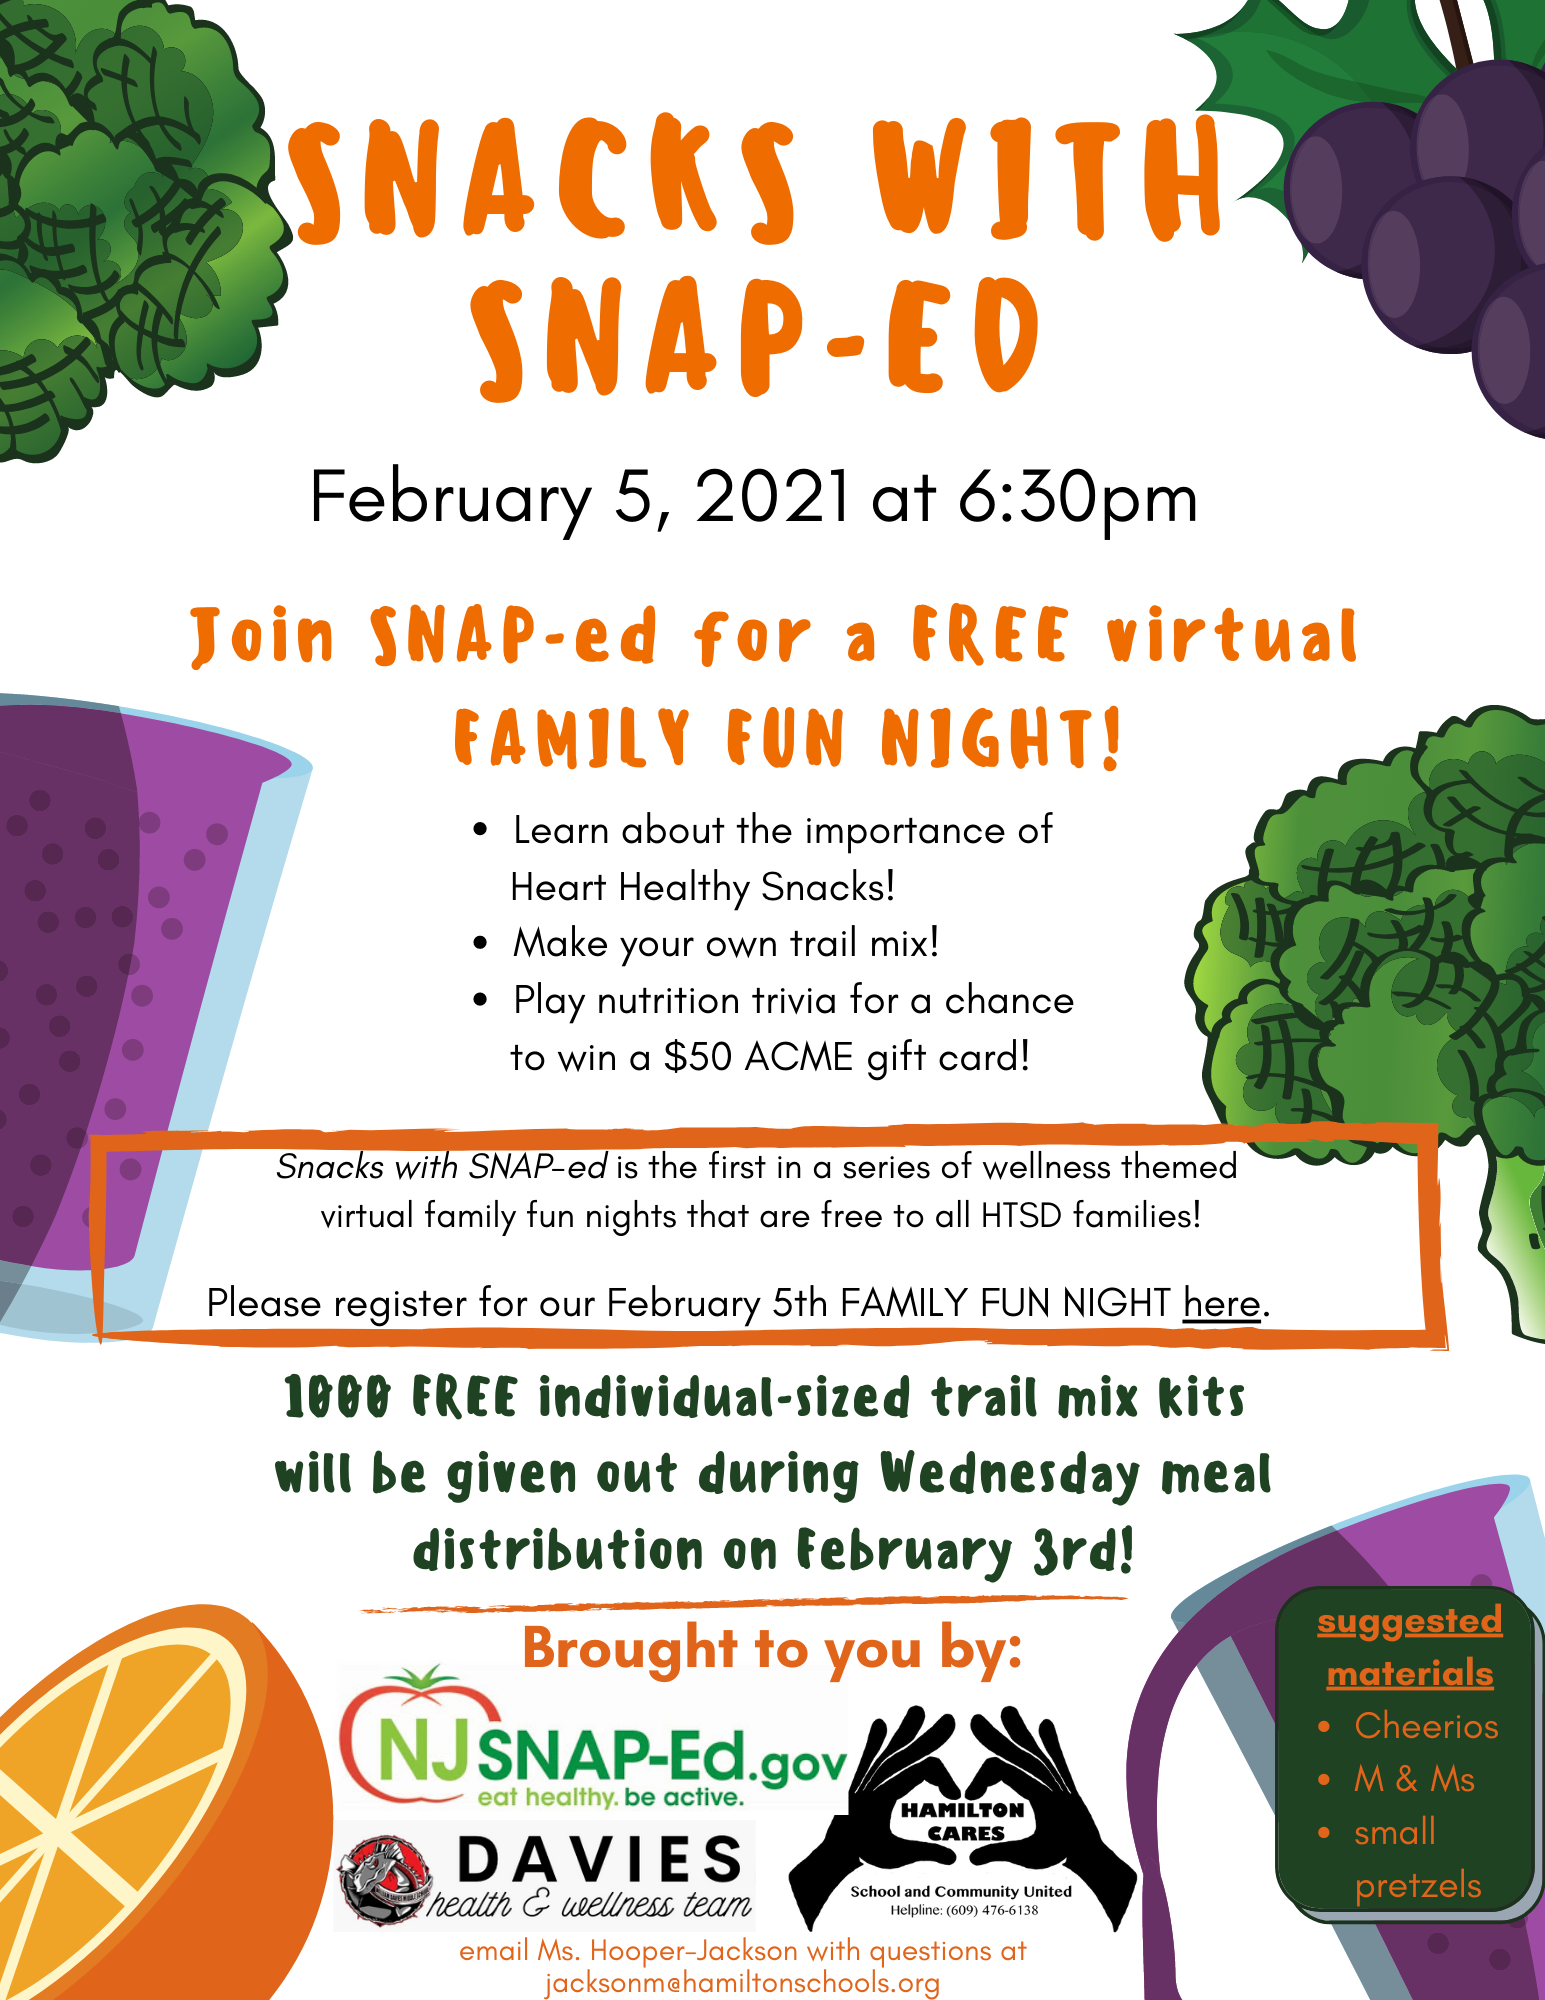 SNACKS WITH
SNAP-ED
February 5, 2021 at 6:30pm
Join SNAP-ed for a FREE virtual
FAMILY FUN NIGHT!
• Learn about the importance of
Heart Healthy Snacks!
• Make your own trail mix!
• Play nutrition trivia for a chance
to win a $50 ACME gift card!
Snacks with SNAP-ed is the first in a series of wellness themed
virtual family fun nights that are free to all HTSD families!
Please register for our February 5th FAMILY FUN NIGHT here.
1000 FREE individual-sized trail mix kits
will be given out during Wednesday meal
distribution on February 3rd!
Brought to you by:
NJSNAP-Ed.gov
eat healthy. be active.
DAVIES
health & wellness team
HAMILTON
CARES
School and Community United
Helpline: (609) 476-6138
email Ms. Hooper-Jackson with questions at
jacksonm@hamiltonschools.org
suggested
materials
• Cheerios
• M & Ms
• small
pretzels